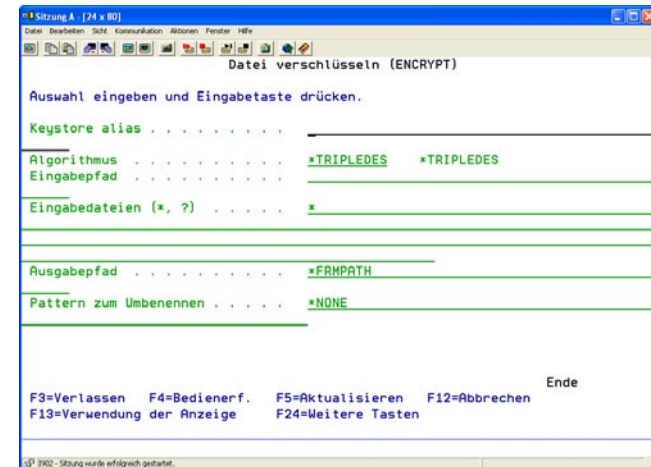 Sitzung A - [24 x 80]
Datei Bearbeiten Sicht Kommunikation Aktionen Fenster Hilfe
Datei verschlüsseln (ENCRYPT)
Auswahl eingeben und Eingabetaste drücken.
Keystore alias . . . . . . . . .
Algorithmus . . . . . . . . . . *TRIPLEDES *TRIPLEDES
Eingabepfad . . . . . . . . . .
Eingabedateien (*, ?) . . . . . *
Ausgabepfad . . . . . . . . . . *FRMPATH
Pattern zum Umbenennen . . . . . *NONE
Ende
F3=Verlassen F4=Bedienerf. F5=Aktualisieren F12=Abbrechen
F13=Verwendung der Anzeige F24=Weitere Tasten
3902 - Sitzung wurde erfolgreich gestartet.